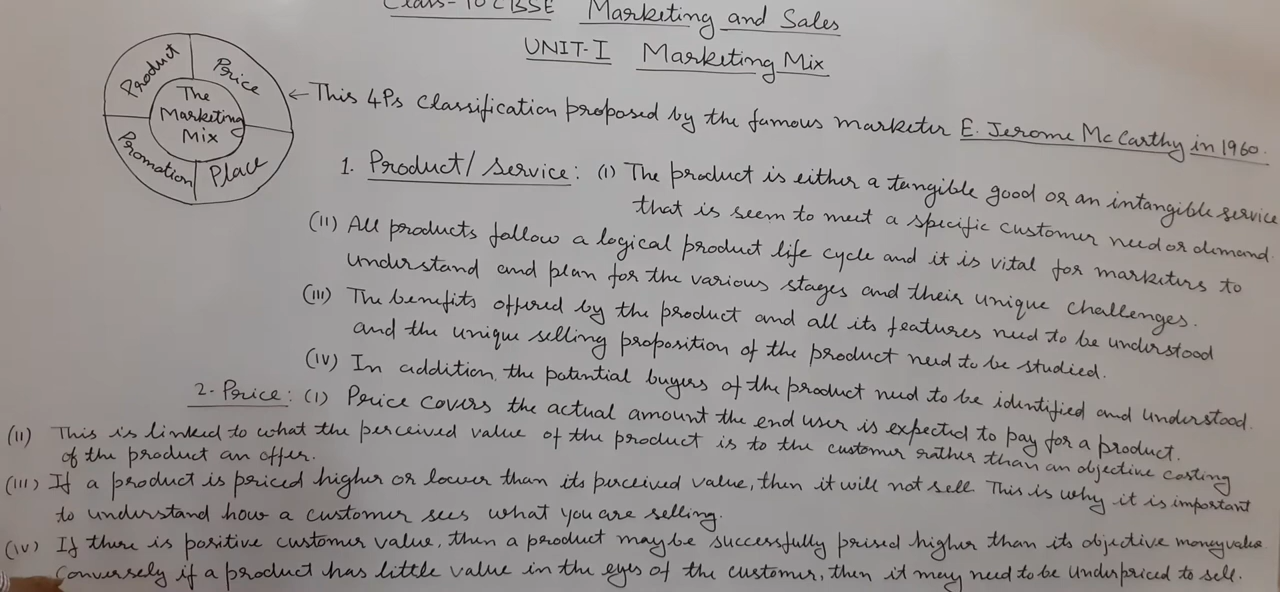 Class-10 CBSE Marketing and Sales
UNIT-I Marketing Mix
Product
Price
The
Marketing
Mix
Promotion
Place
← This 4Ps classification proposed by the famous marketer E. Jerome McCarthy in 1960.
1. Product/service: (i) The product is either a tangible good or an intangible service
that is seem to meet a specific customer need or demand.
(ii) All products follow a logical product life cycle and it is vital for marketers to
understand and plan for the various stages and their unique challenges.
(iii) The benefits offered by the product and all its features need to be understood
and the unique selling proposition of the product need to be studied.
(iv) In addition, the potential buyers of the product need to be identified and understood.
2. Price: (i) Price covers the actual amount the end user is expected to pay for a product.
(ii) This is linked to what the perceived value of the product is to the customer rather than an objective costing
of the product an offer.
(iii) If a product is priced higher or lower than its perceived value, then it will not sell. This is why it is important
to understand how a customer sees what you are selling.
(iv) If there is positive customer value, then a product maybe successfully prised higher than its objective money value.
Conversely if a product has little value in the eyes of the customer, then it may need to be underpriced to sell.